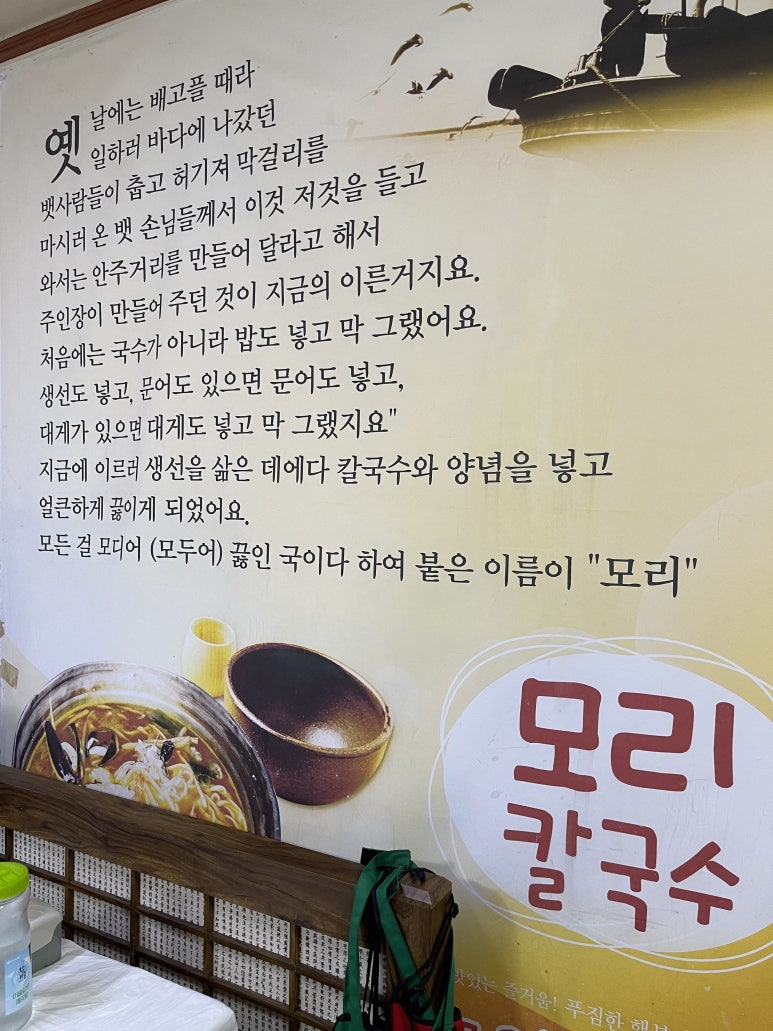 옛날에는 배고플 때라
일하러 바다에 나갔던
뱃사람들이 춥고 허기져 막걸리를
마시러 온 뱃 손님들께서 이것 저것을 들고
와서는 안주거리를 만들어 달라고 해서
주인장이 만들어 주던 것이 지금의 이른거지요.
처음에는 국수가 아니라 밥도 넣고 막 그랬어요.
생선도 넣고, 문어도 있으면 문어도 넣고,
대게가 있으면 대게도 넣고 막 그랬지요"
지금에 이르러 생선을 삶은 데에다 칼국수와 양념을 넣고
얼큰하게 끓이게 되었어요.
모든 걸 모디어 (모두어) 끓인 국이다 하여 붙은 이름이 "모리"
모리
칼국수
맛있는 즐거움! 푸짐한